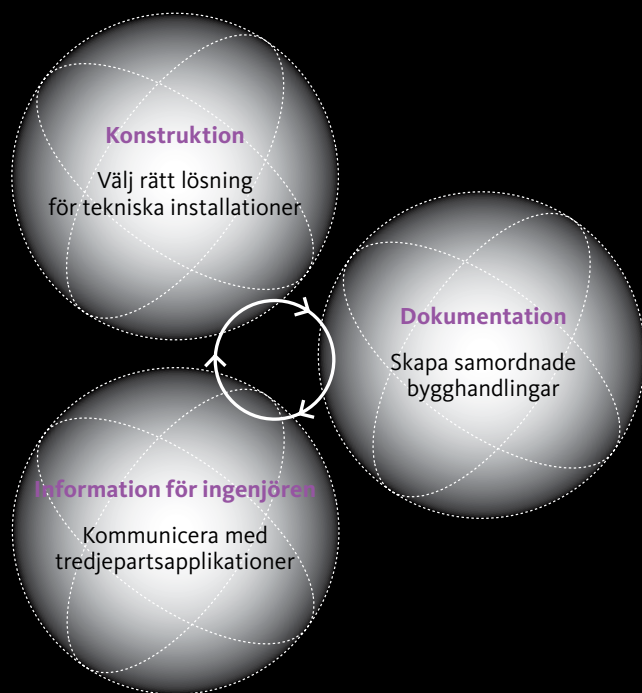 Konstruktion
Välj rätt lösning
för tekniska installationer
Dokumentation
Skapa samordnade
bygghandlingar
Information för ingenjören
Kommunicera med
tredjepartsapplikationer